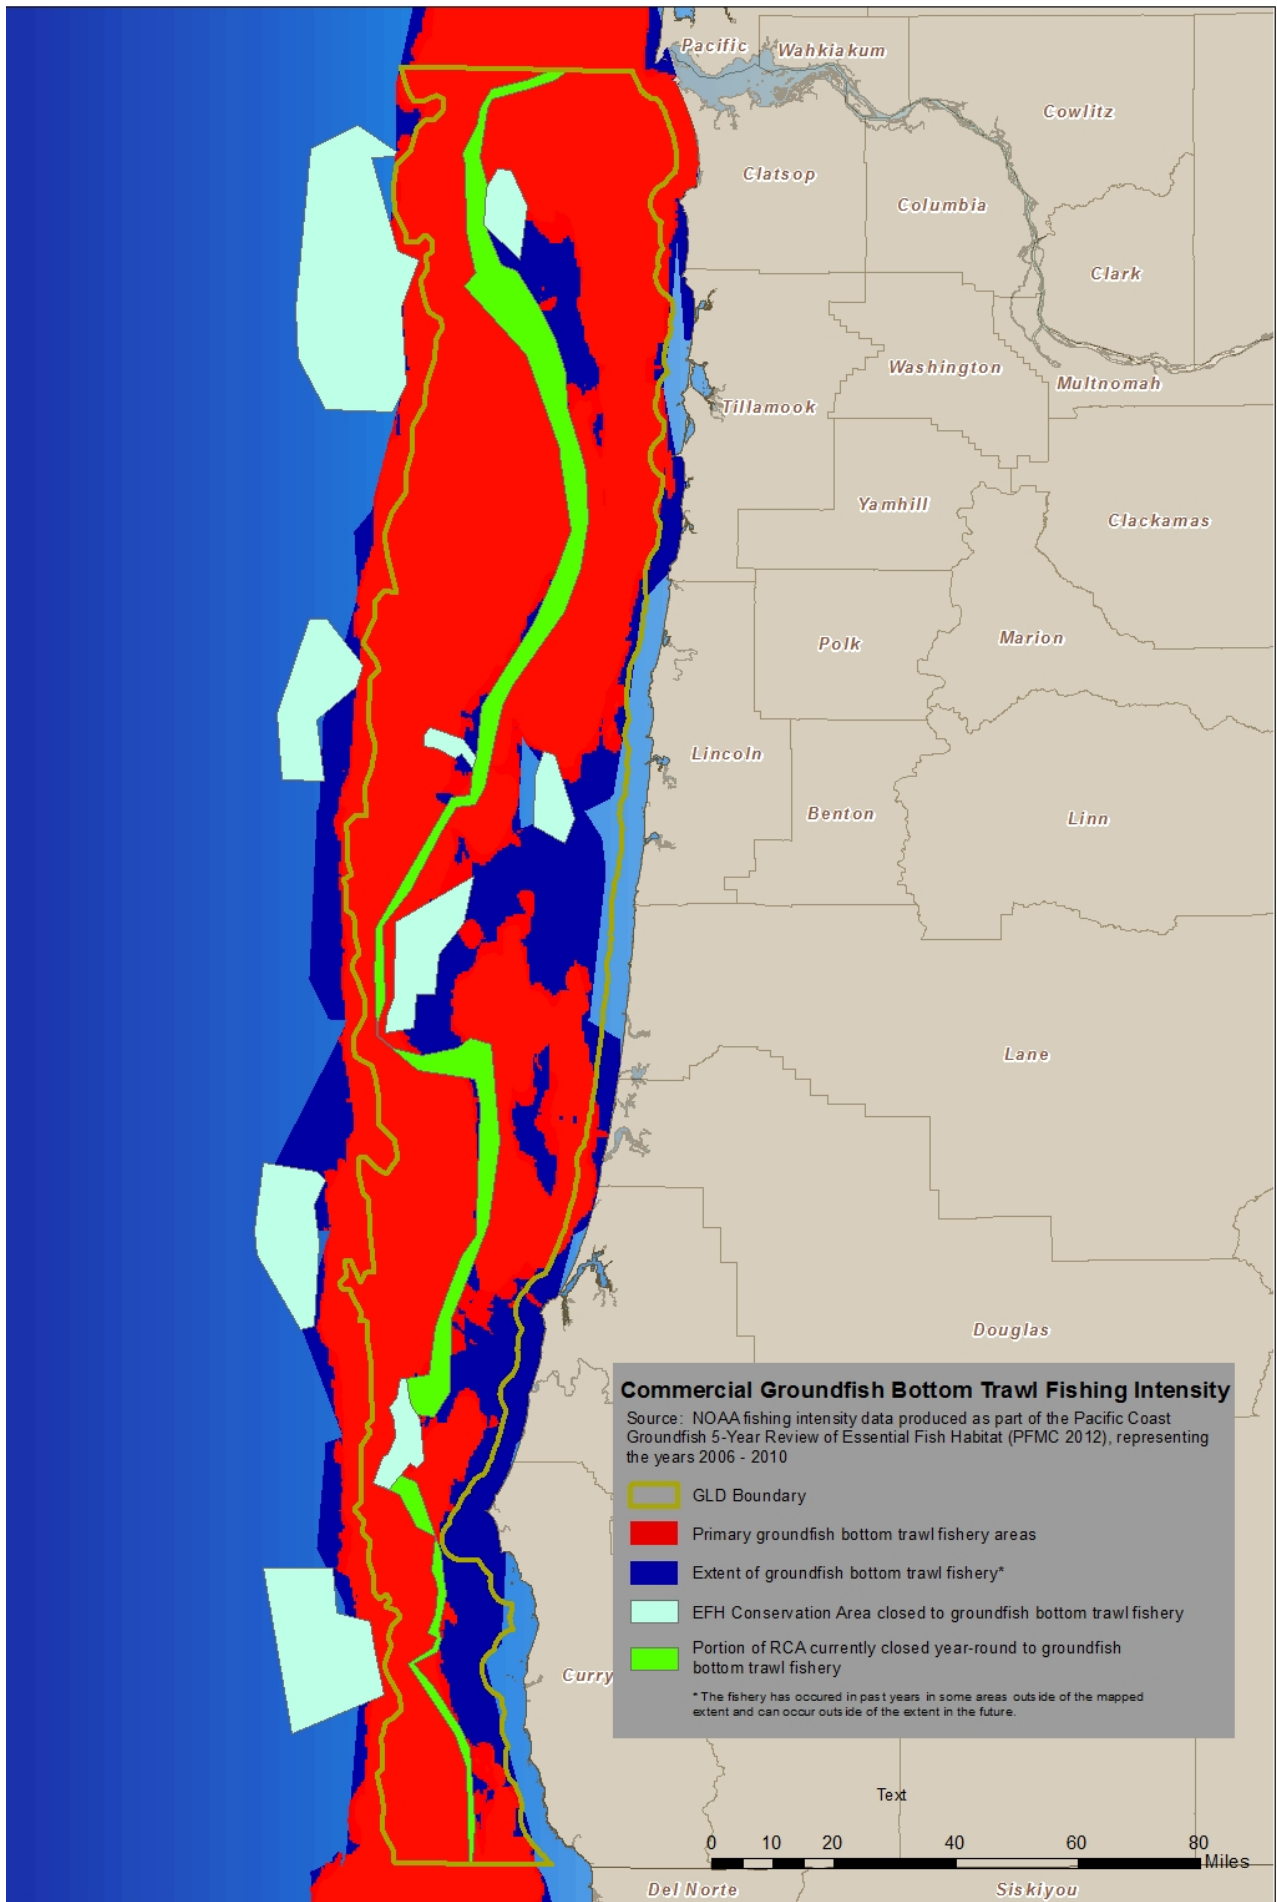 Pacific
Wahkiakum
Cowlitz
Clatsop
Columbia
Clark
Washington
Multnomah
Tillamook
Yamhill
Clackamas
Polk
Marion
Lincoln
Benton
Linn
Lane
Douglas
Commercial Groundfish Bottom Trawl Fishing Intensity
Source: NOAA fishing intensity data produced as part of the Pacific Coast
Groundfish 5-Year Review of Essential Fish Habitat (PFMC 2012), representing
the years 2006 - 2010
GLD Boundary
Primary groundfish bottom trawl fishery areas
Extent of groundfish bottom trawl fishery*
EFH Conservation Area closed to groundfish bottom trawl fishery
Portion of RCA currently closed year-round to groundfish
bottom trawl fishery
* The fishery has occured in past years in some areas outside of the mapped
extent and can occur outside of the extent in the future.
Curry
Text
0 10 20 40 60 80
Miles
Del Norte
Siskiyou